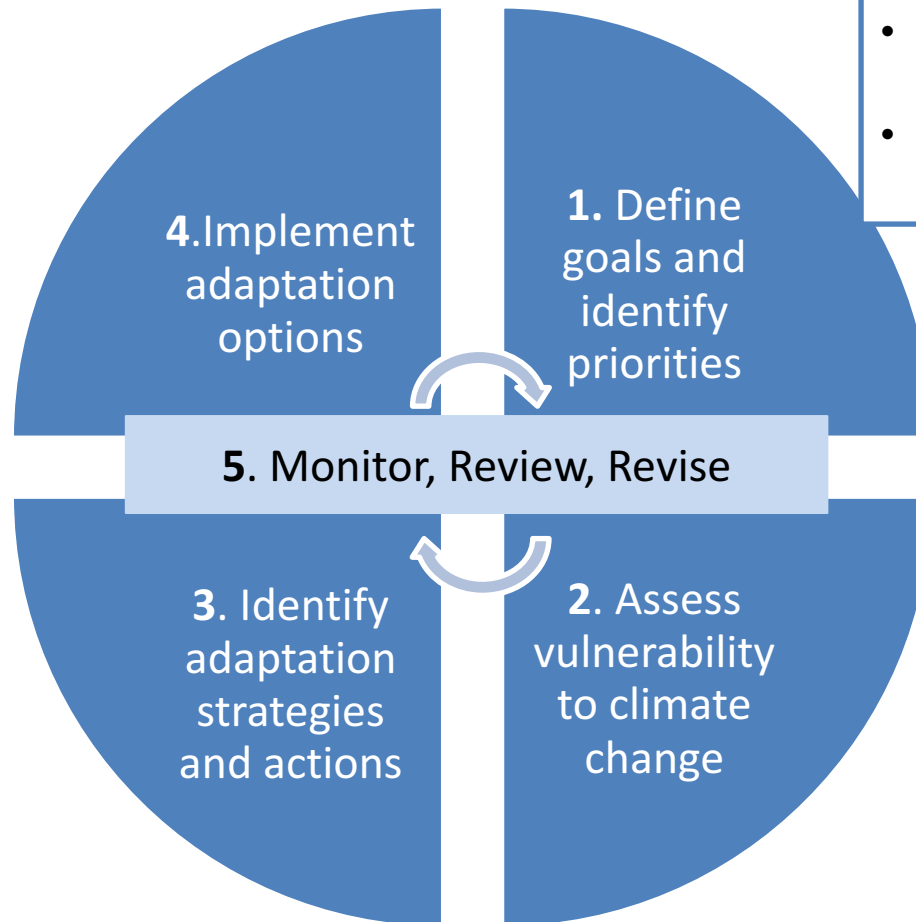 1. Define
goals and
identify
priorities
2. Assess
vulnerability
to climate
change
3. Identify
adaptation
strategies
and actions
4.Implement
adaptation
options
5. Monitor, Review, Revise